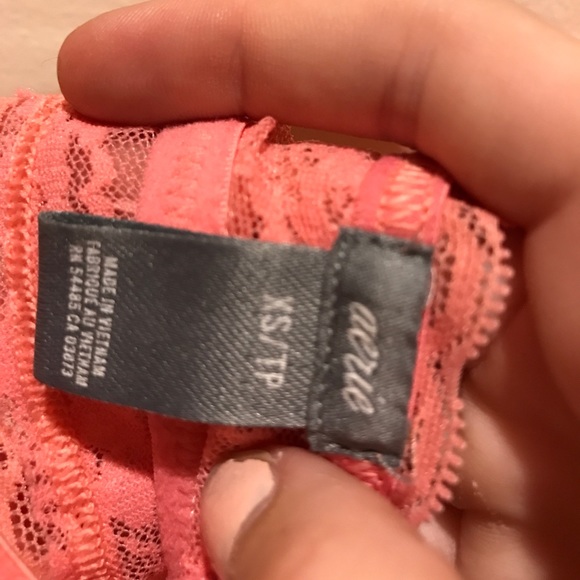 aerie
XS/TP
MADE IN VIETNAM
FABRIQUÉ AU VIETNAM
RN 54485 CA 03073